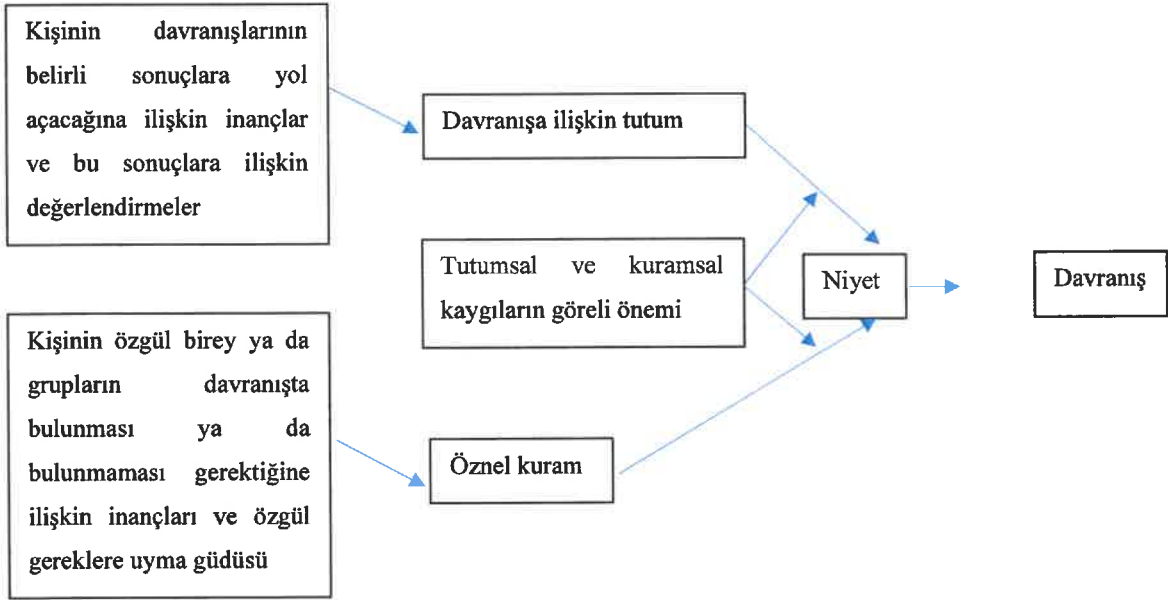 Kişinin davranışlarının
belirli sonuçlara yol
açacağına ilişkin inançlar
ve bu sonuçlara ilişkin
değerlendirmeler
Davranışa ilişkin tutum
Tutumsal ve kuramsal
kaygıların göreli önemi
Niyet
Davranış
Kişinin özgül birey ya da
grupların davranışta
bulunması ya da
bulunmaması gerektiğine
ilişkin inançları ve özgül
gereklere uyma güdüsü
Öznel kuram